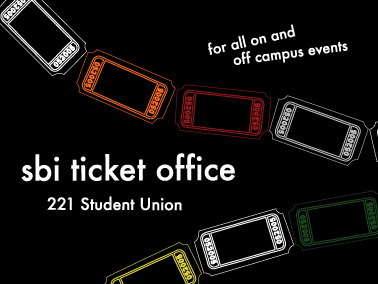 for all on and
off campus events
sbi ticket office
221 Student Union